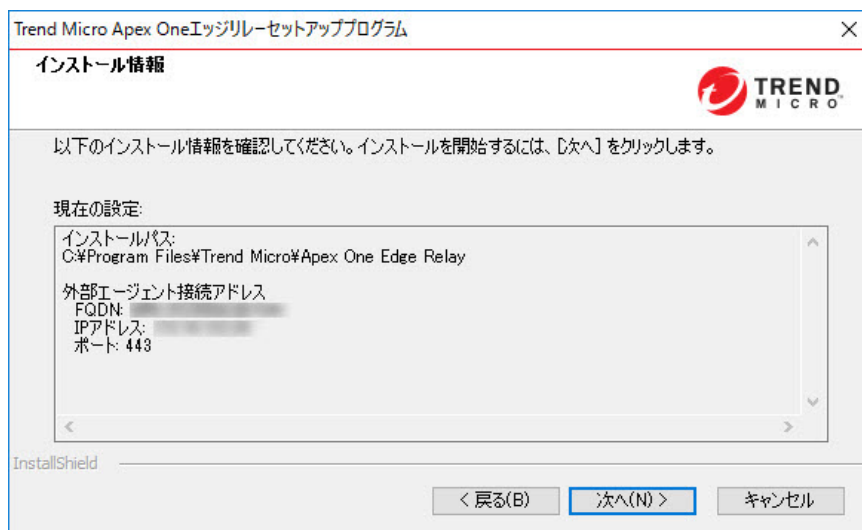 Trend Micro Apex Oneエッジリレーセットアッププログラム
インストール情報
TREND
MICRO
以下のインストール情報を確認してください。インストールを開始するには、[次へ] をクリックします。
現在の設定:
インストールパス:
C:¥Program Files¥Trend Micro¥Apex One Edge Relay
外部エージェント接続アドレス
FQDN:
IPアドレス:
ポート: 443
InstallShield
< 戻る(B)
次へ(N) >
キャンセル